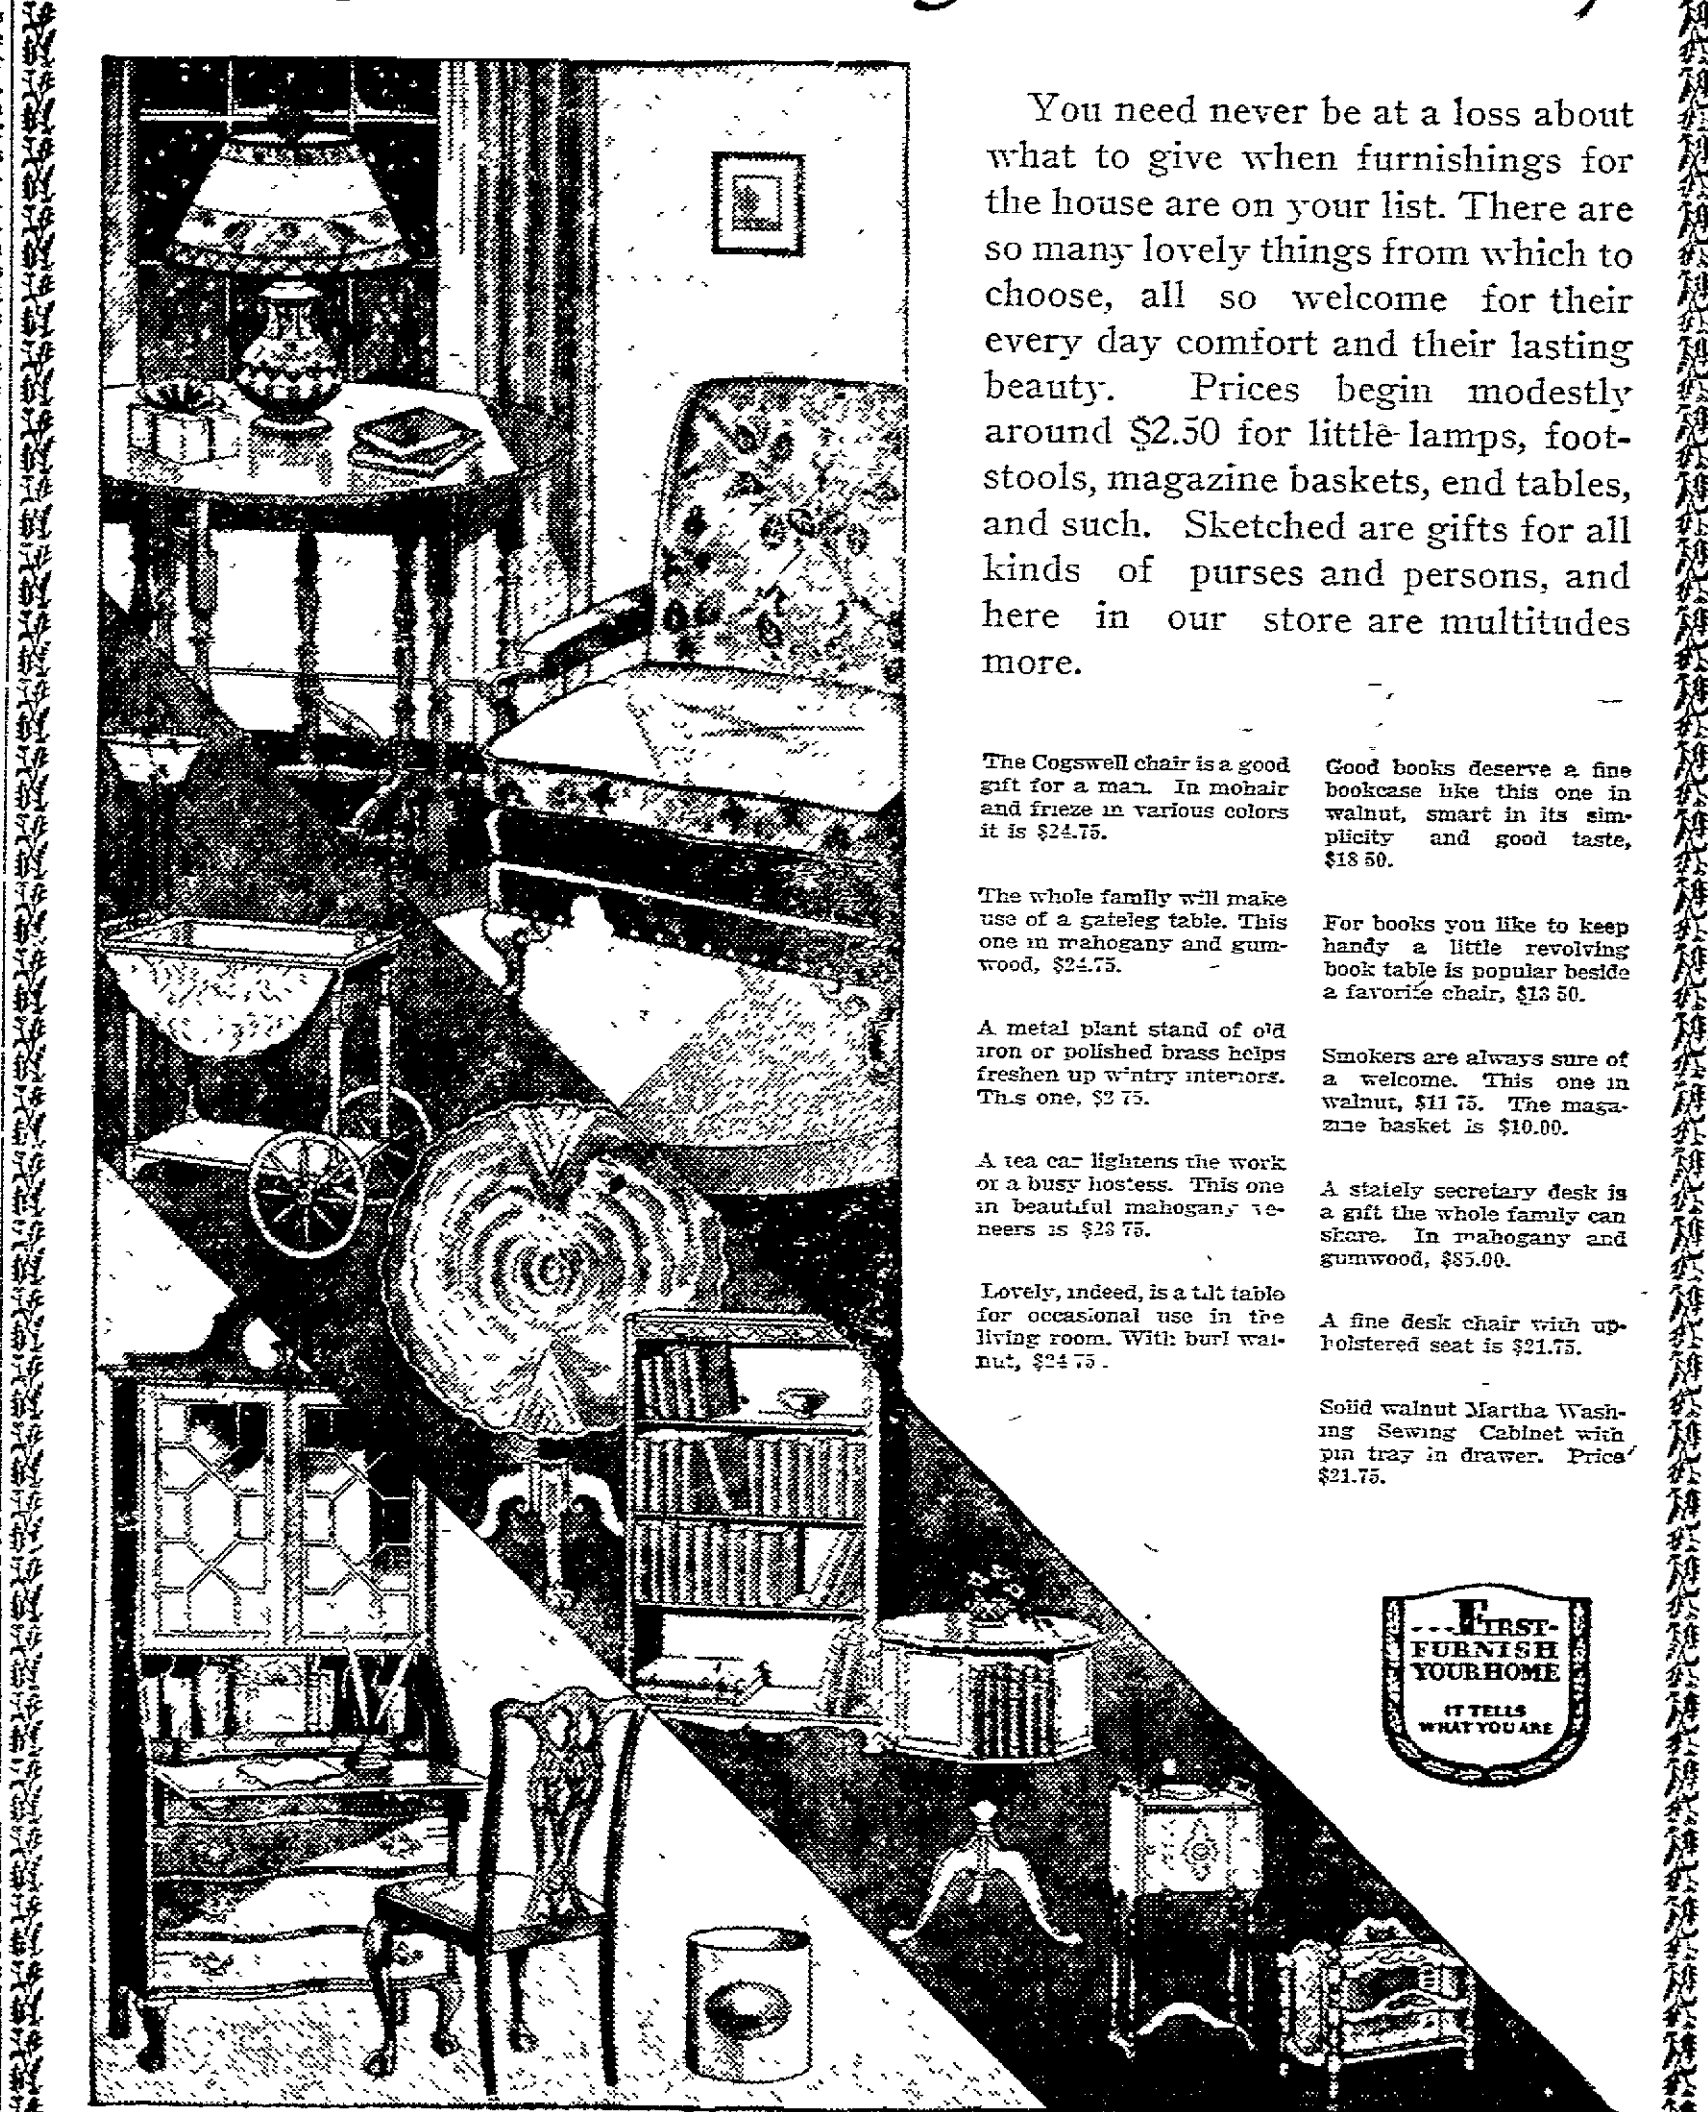 You need never be at a loss about
what to give when furnishings for
the house are on your list. There are
so many lovely things from which to
choose, all so welcome for their
every day comfort and their lasting
beauty. Prices begin modestly
around $2.50 for little lamps, foot-
stools, magazine baskets, end tables,
and such. Sketched are gifts for all
kinds of purses and persons, and
here in our store are multitudes
more.
The Cogswell chair is a good
gift for a man. In mohair
and frieze in various colors
it is $24.75.
The whole family will make
use of a gateleg table. This
one in mahogany and gum-
wood, $24.75.
A metal plant stand of old
iron or polished brass helps
freshen up wintry interiors.
This one, 
A tea car lightens the work
or a busy hostess. This one
in beautiful mahogany ve-
neers is 
Lovely, indeed, is a tilt table
for occasional use in the
living room. With burl wal-
nut, $24 75.
Good books deserve a fine
bookcase like this one in
walnut, smart in its sim-
plicity and good taste,
$18 50.
For books you like to keep
handy a little revolving
book table is popular beside
a favorite chair, $13 50.
Smokers are always sure of
a welcome. This one in
walnut, $11 75. The maga-
zine basket is $10.00.
A stately secretary desk is
a gift the whole family can
share. In mahogany and
gumwood, $85.00.
A fine desk chair with up-
holstered seat is $21.75.
Solid walnut Martha Wash-
ing Sewing Cabinet with
pin tray in drawer. Price
$21.75.
---FIRST-
FURNISH
YOUR HOME
IT TELLS
WHAT YOU ARE